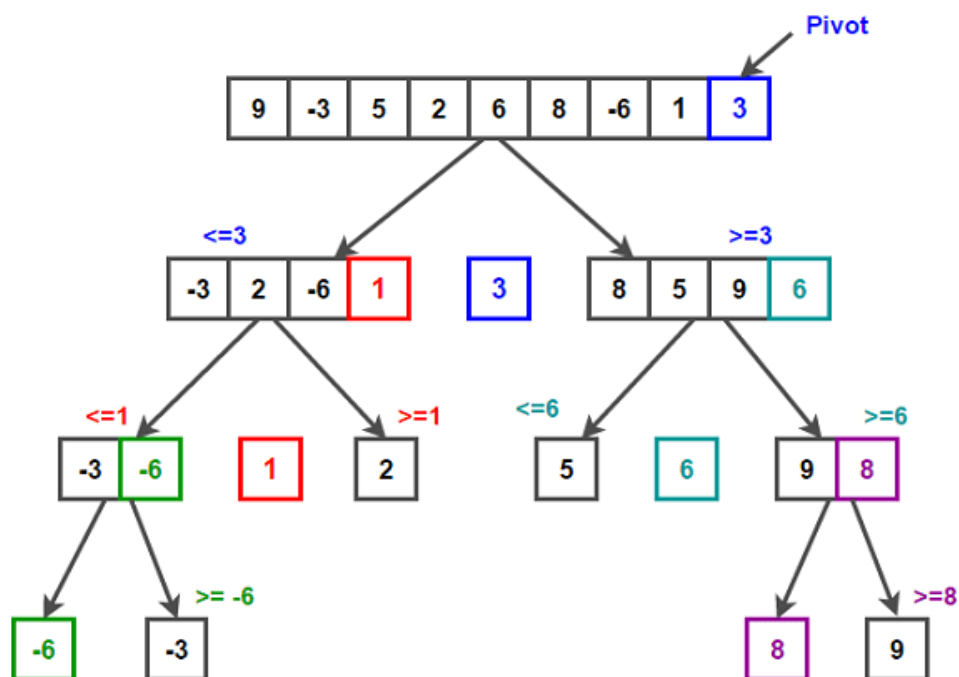 Pivot
9 -3 5 2 6 8 -6 1 3
<=3 >=3
-3 2 -6 1 3 8 5 9 6
<=1 >=1 <=6 >=6
-3 -6 1 2 5 6 9 8
>= -6 >=8
-6 -3 8 9